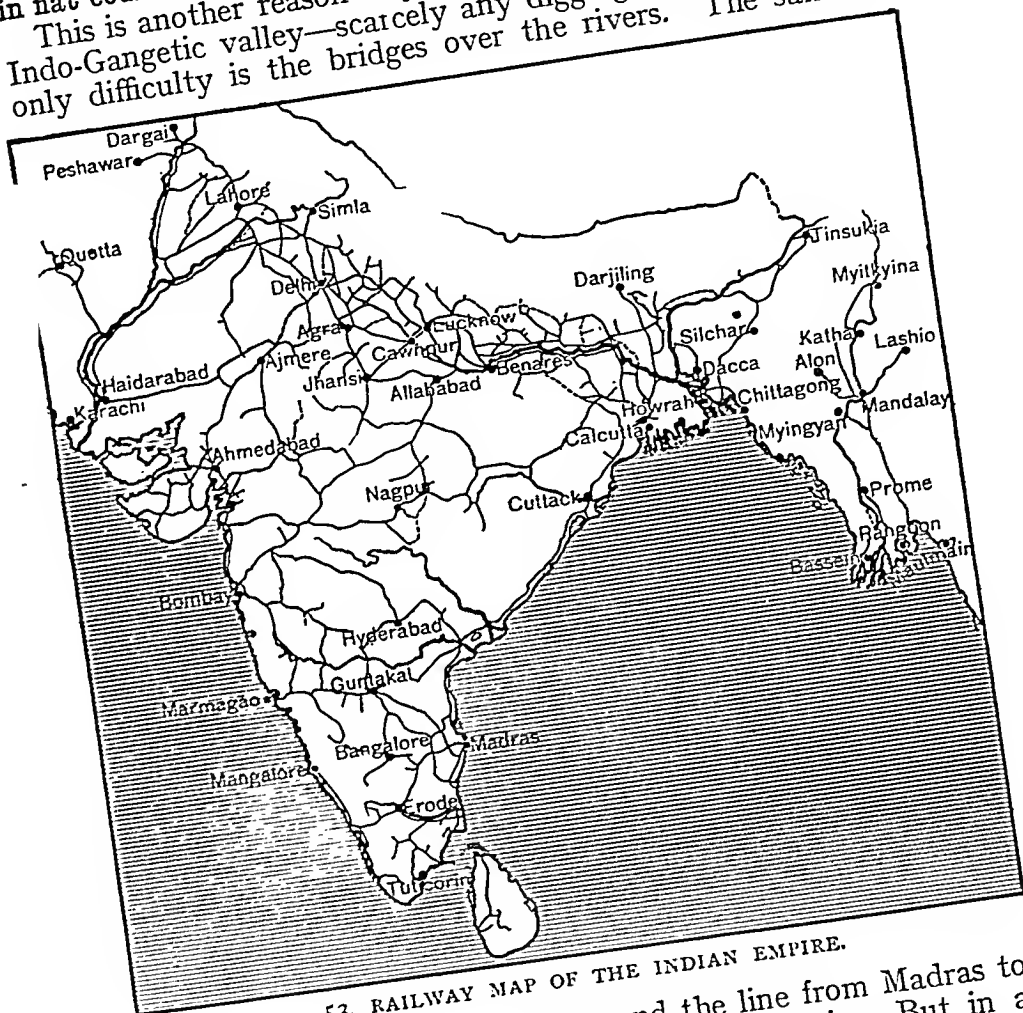 in
This is another reason
Indo-Gangetic valley—scarcely any
only difficulty is the bridges over the rivers. The
Dargai
Peshawar
Lahore
Simla
Quetta
Tinsukia
Darjiling
Myitkyina
Delhi
Agra
Lucknow
Silchar
Katha
Lashio
Ajmere
Cawnpur
Alon
Haidarabad
Jhansi
Benares
Dacca
Allahabad
Chittagong
Karachi
Howrah
Mandalay
Ahmedabad
Calcutta
Myingyan
Nagpur
Cuttack
Prome
Rangoon
Bassein
Maulmain
Bombay
Hyderabad
Guntakal
Marmagao
Bangalore
Madras
Mangalore
Erode
Tuticorin
53. RAILWAY MAP OF THE INDIAN EMPIRE.
the line from Madras to
But in a